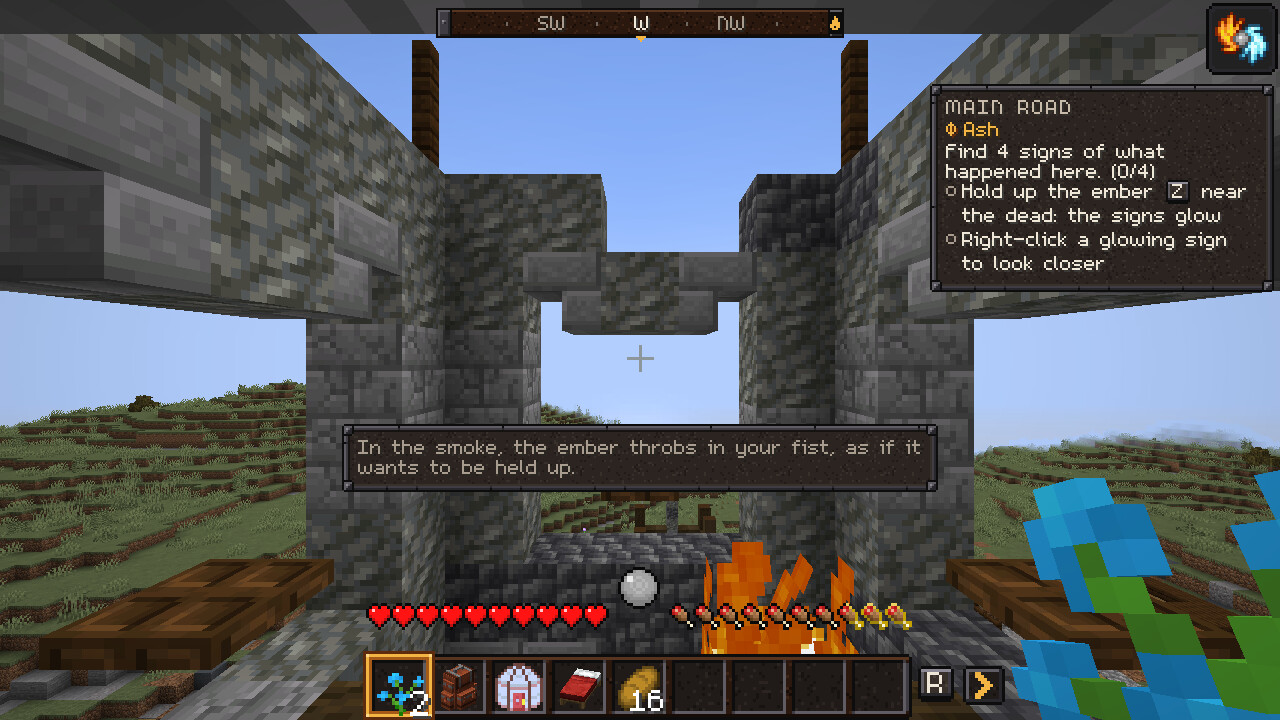 SW W NW
MAIN ROAD
Ash
Find 4 signs of what
happened here. (0/4)
Hold up the ember Z near
the dead: the signs glow
Right-click a glowing sign
to look closer
In the smoke, the ember throbs in your fist, as if it
wants to be held up.
2
16
R